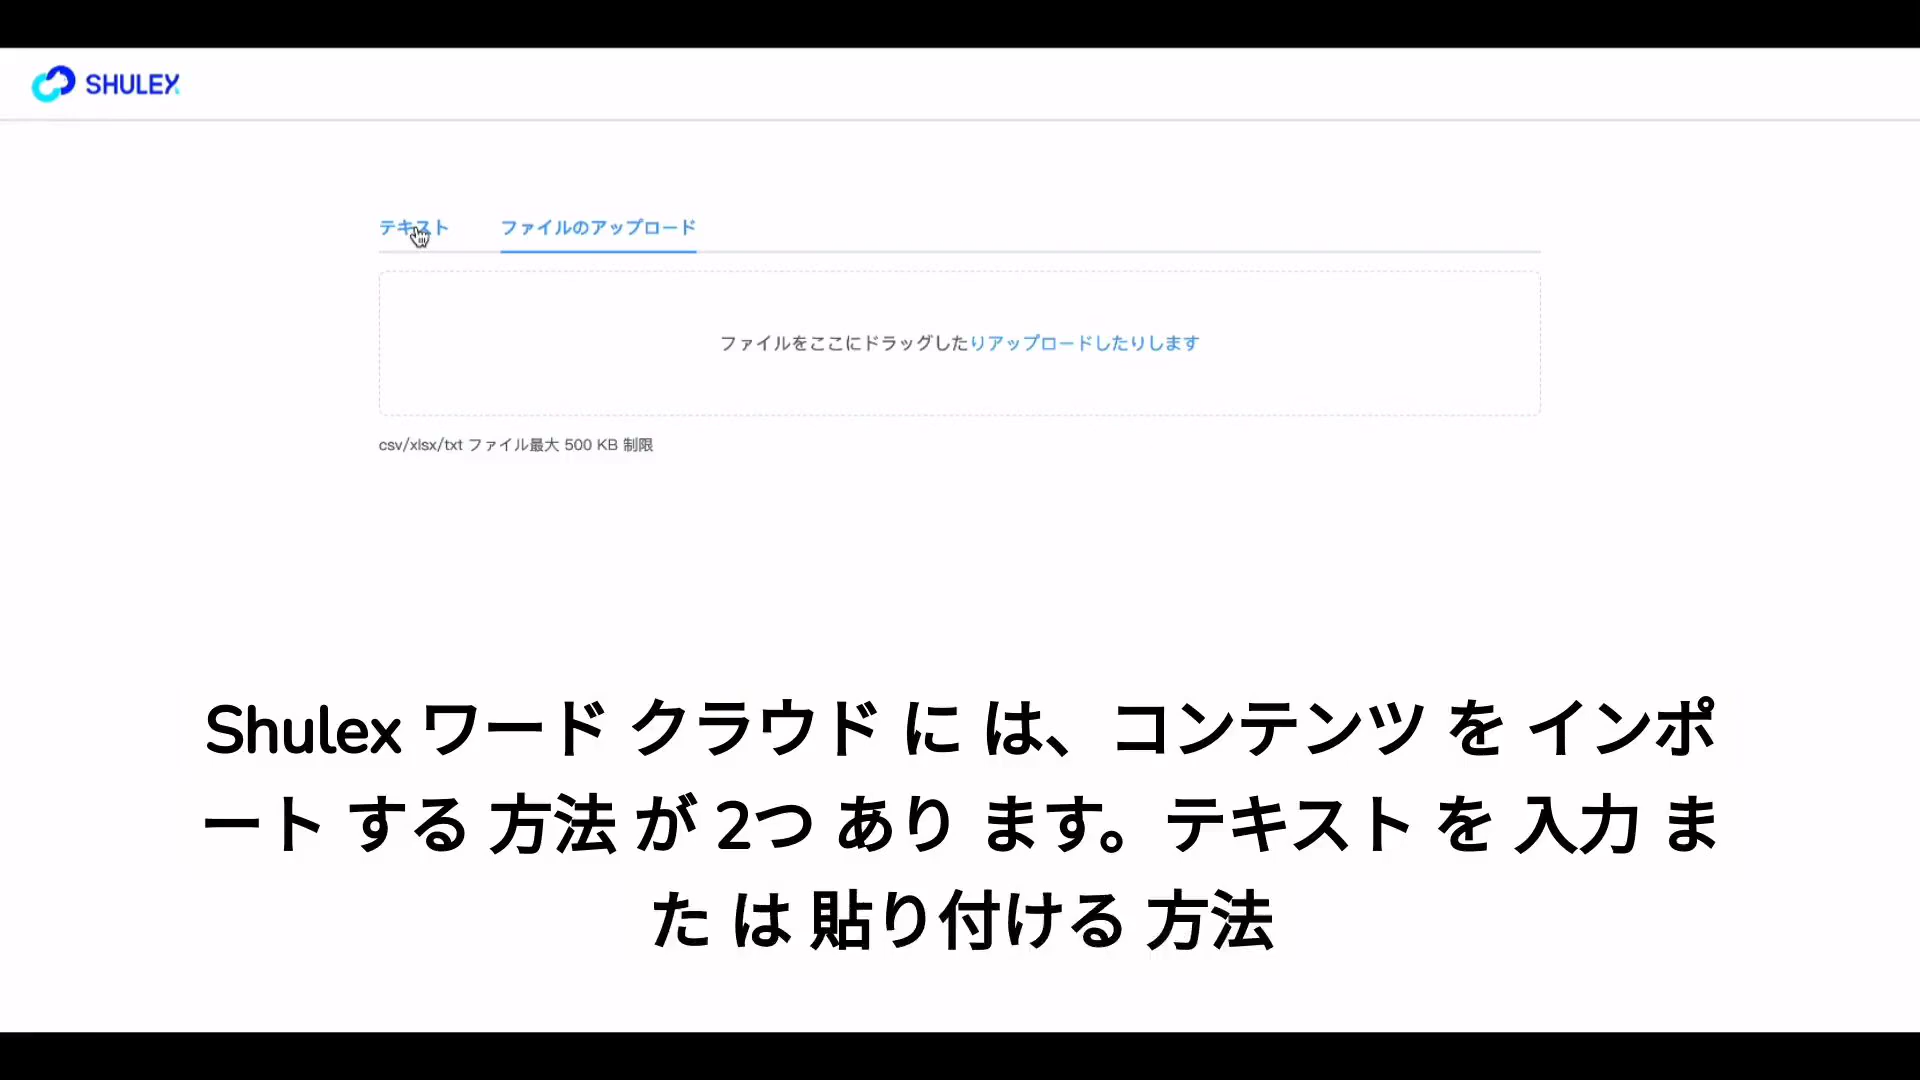 SHULEX
テキスト ファイルのアップロード
ファイルをここにドラッグしたりアップロードしたりします
csv/xlsx/txt ファイル最大 500 KB 制限
Shulex ワード クラウド に は、コンテンツ を インポ
ート する 方法 が 2つ あり ます。テキスト を 入力 ま
た は 貼り付ける 方法